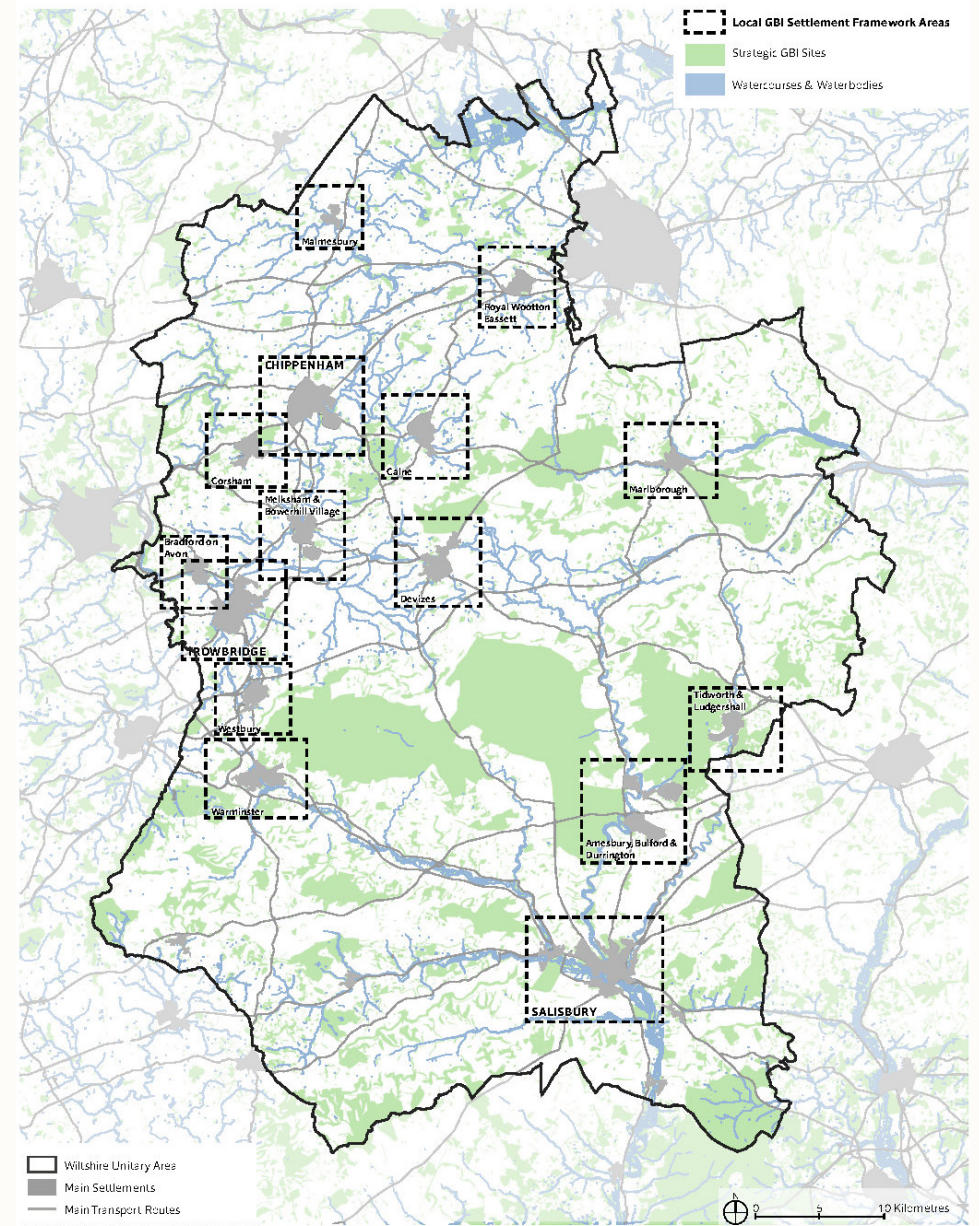 Local GBI Settlement Framework Areas
Strategic GBI Sites
Watercourses & Waterbodies
Malmesbury
Royal Wootton
Bassett
CHIPPENHAM
Calne
Corsham
Marlborough
Melksham &
Bowerhill Village
Bradford on
Avon
Devizes
TROWBRIDGE
Westbury
Tidworth &
Ludgershall
Warminster
Amesbury, Bulford &
Durrington
SALISBURY
Wiltshire Unitary Area
Main Settlements
Main Transport Routes
N
0 5 10 Kilometres